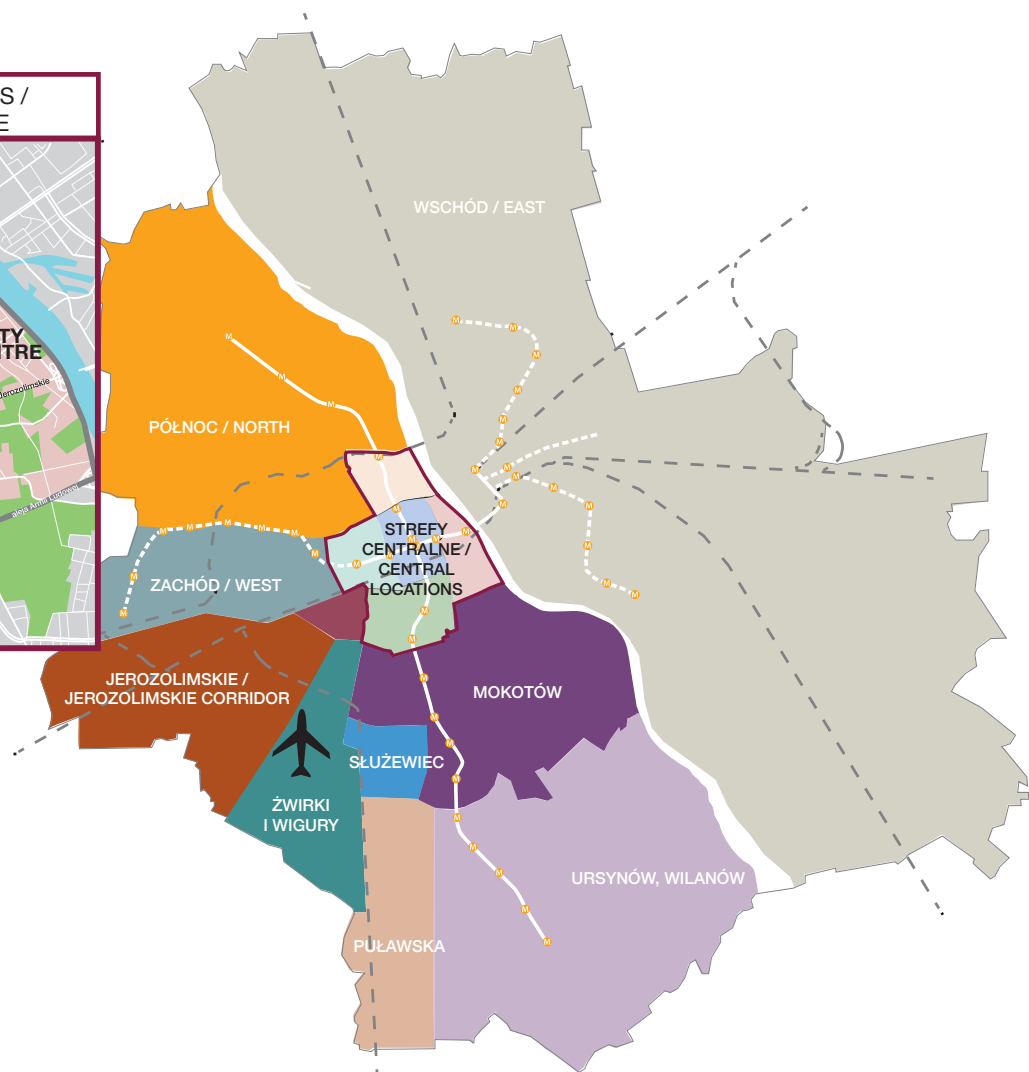 S /
E
WSCHÓD / EAST
TY
TRE
Jerozolimskie
aleja Armii Ludowej
PÓŁNOC / NORTH
STREFY
CENTRALNE /
CENTRAL
LOCATIONS
ZACHÓD / WEST
JEROZOLIMSKIE /
JEROZOLIMSKIE CORRIDOR
MOKOTÓW
SŁUŻEWIEC
ŻWIRKI
I WIGURY
URSYNÓW, WILANÓW
PUŁAWSKA